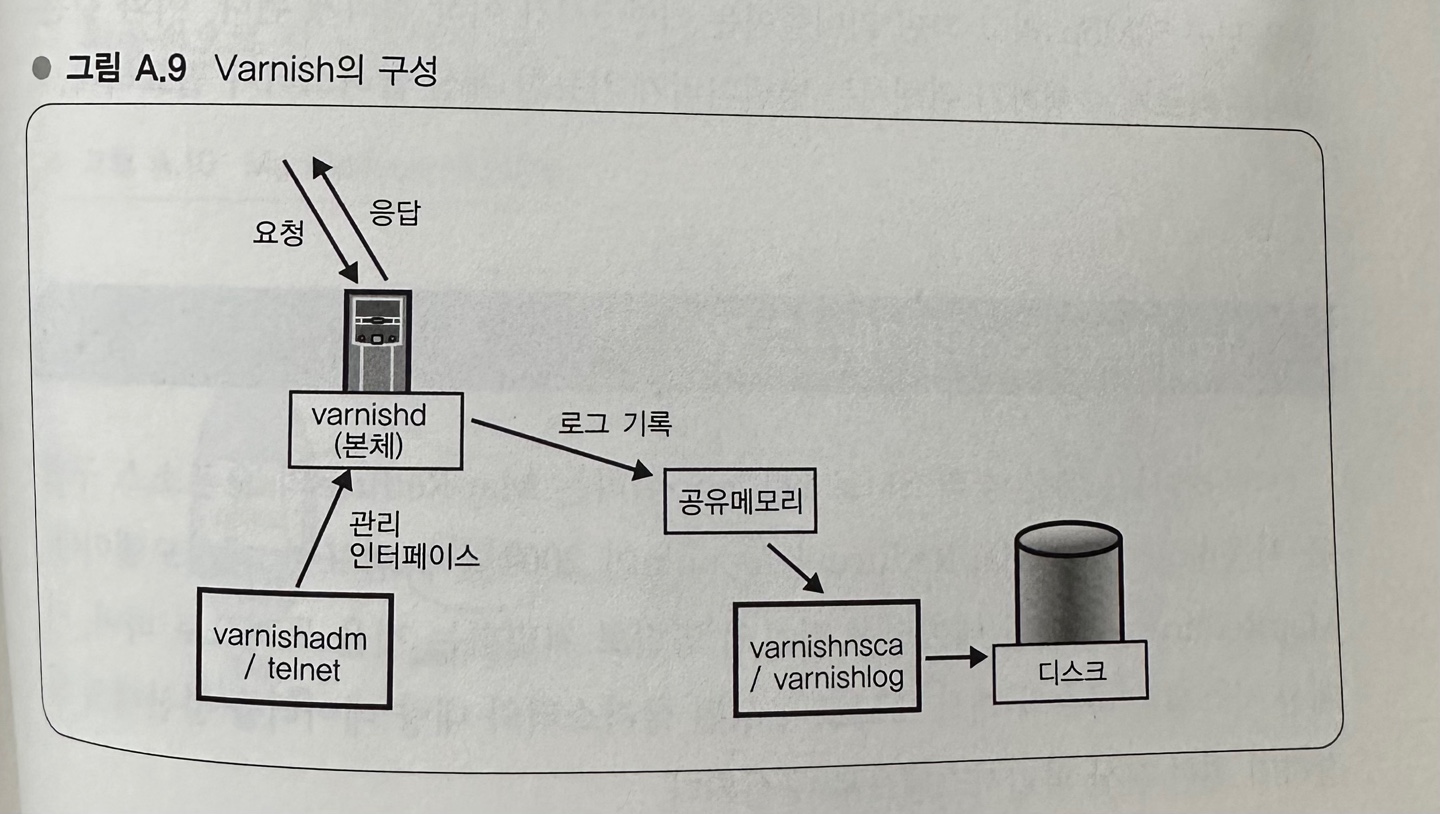 그림 A.9 Varnish의 구성
응답
요청
varnishd
(본체)
로그 기록
공유메모리
관리
인터페이스
varnishadm
/ telnet
varnishnsca
/ varnishlog
디스크